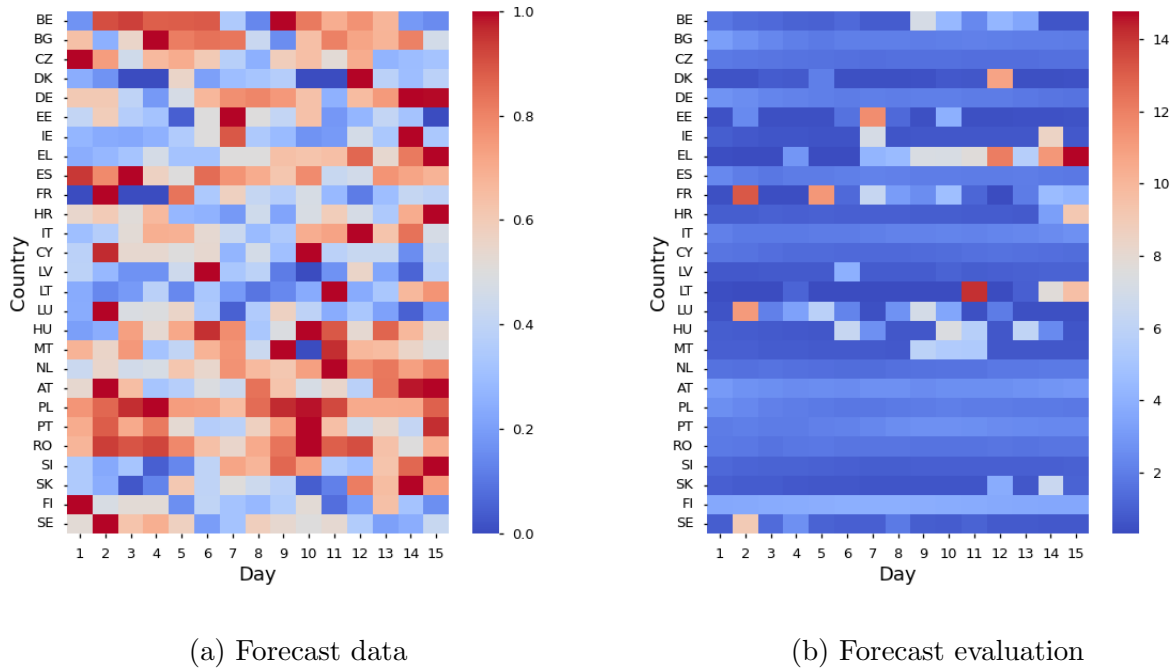 BE
BG
CZ
DK
DE
EE
IE
EL
ES
FR
HR
IT
CY
LV
LT
LU
HU
MT
NL
AT
PL
PT
RO
SI
SK
FI
SE
Country
1 2 3 4 5 6 7 8 9 10 11 12 13 14 15
Day
1.0
0.8
0.6
0.4
0.2
0.0
(a) Forecast data
BE
BG
CZ
DK
DE
EE
IE
EL
ES
FR
HR
IT
CY
LV
LT
LU
HU
MT
NL
AT
PL
PT
RO
SI
SK
FI
SE
Country
1 2 3 4 5 6 7 8 9 10 11 12 13 14 15
Day
14
12
10
8
6
4
2
(b) Forecast evaluation